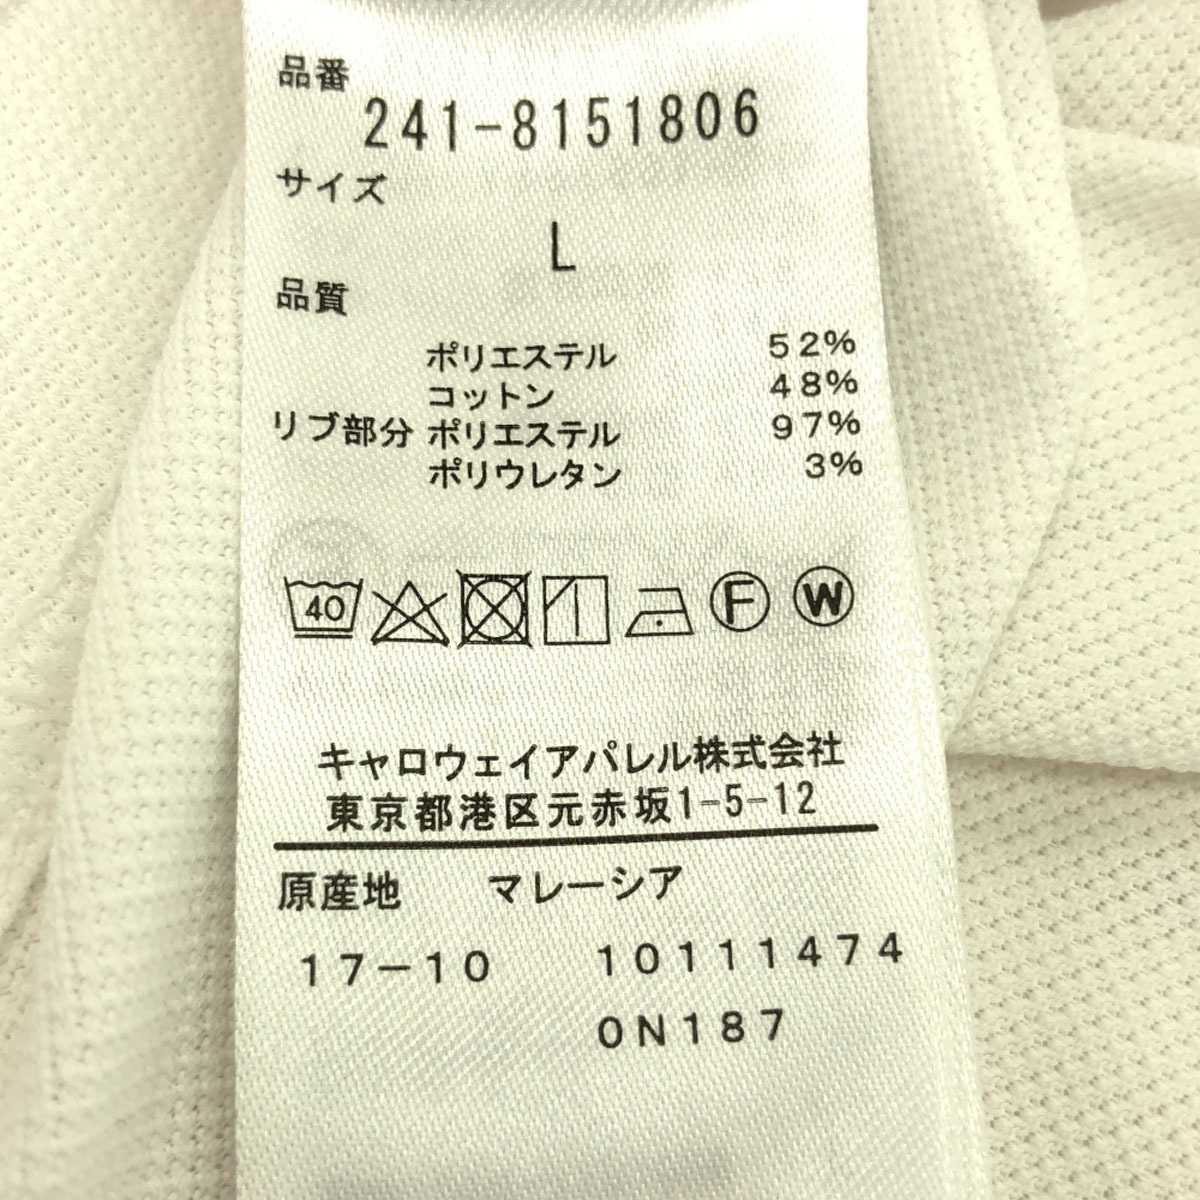 品番
241-8151806
サイズ
L
品質
ポリエステル 52%
コットン 48%
リブ部分 ポリエステル 97%
ポリウレタン 3%
40 F W
キャロウェイアパレル株式会社
東京都港区元赤坂1-5-12
原産地 マレーシア
17-10 10111474
0N187